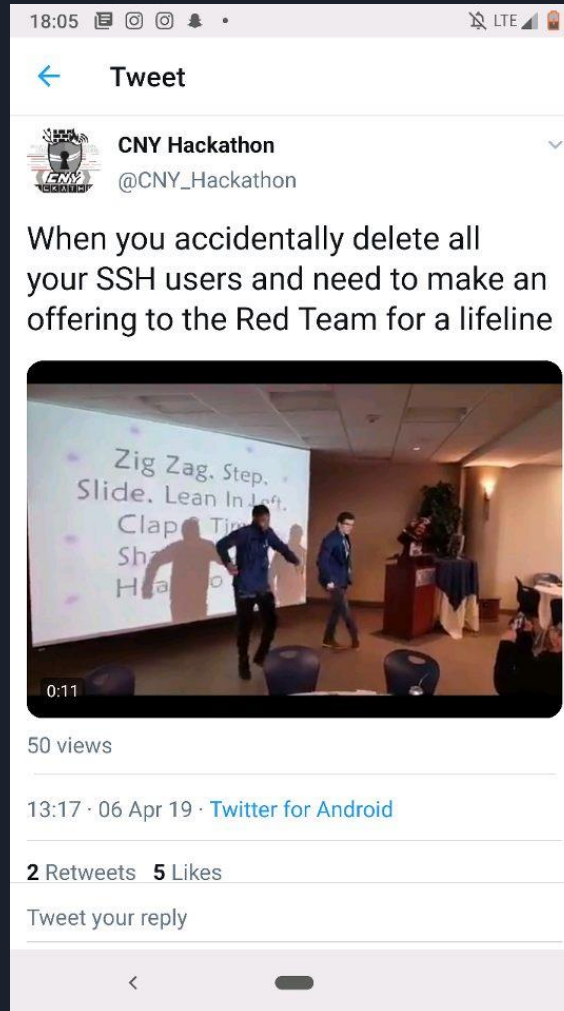 18:05
LTE
Tweet
CNY Hackathon
@CNY_Hackathon
When you accidentally delete all
your SSH users and need to make an
offering to the Red Team for a lifeline
Zig Zag. Step.
Slide. Lean In Left.
Clap
0:11
50 views
13:17 · 06 Apr 19 · Twitter for Android
2 Retweets 5 Likes
Tweet your reply